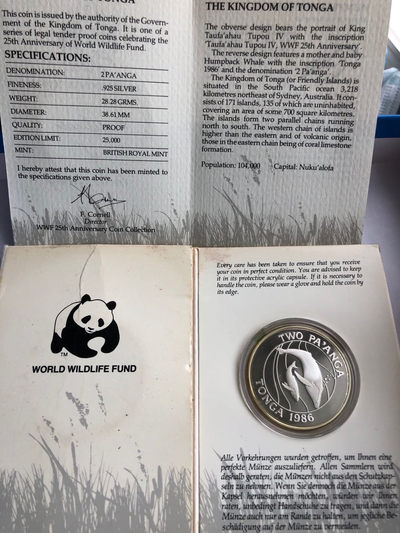 THE KINGDOM OF TONGA
This coin is issued by the authority of the Govern-
ment of the Kingdom of Tonga. It is one of a
series of legal tender proof coins celebrating the
25th Anniversary of World Wildlife Fund.
SPECIFICATIONS:
DENOMINATION: 2 PA'ANGA
FINENESS: .925 SILVER
WEIGHT: 28.28 GRMS.
DIAMETER: 38.61 MM
QUALITY: PROOF
EDITION LIMIT: 25,000
MINT: BRITISH ROYAL MINT
I hereby attest that this coin has been minted to
the specifications given above.
F. Cornell
Director
WWF 25th Anniversary Coin Collection
The obverse design bears the portrait of King
Taufa'ahau Tupou IV with the inscription
'Taufa'ahau Tupou IV, WWF 25th Anniversary'.
The reverse design features a mother and baby
Humpback Whale with the inscription 'Tonga
1986' and the denomination '2 Pa'anga'.
The Kingdom of Tonga (or Friendly Islands) is
situated in the South Pacific ocean 3,218
kilometres northeast of Sydney, Australia. It con-
sists of 171 islands, 135 of which are uninhabited,
covering an area of some 700 square kilometres.
The islands form two parallel chains running
north to south. The western chain of islands is
higher than the eastern and of volcanic origin,
those in the eastern chain being of coral limestone
formation.
Population: 104,000 Capital: Nuku'alofa
TM
WORLD WILDLIFE FUND
Every care has been taken to ensure that you receive
your coin in perfect condition. You are advised to keep
it in its protective acrylic capsule. If it is necessary to
handle the coin, please wear a glove and hold the coin by
its edge.
TWO PA'ANGA
TONGA 1986
Alle Vorkehrungen wurden getroffen, um Ihnen eine
perfekte Münze auszuliefern. Allen Sammlern wird
deshalb geraten, die Münzen nicht aus den Schutzkap-
seln zu nehmen. Wenn Sie dennoch die Münze aus der
Kapsel herausnehmen möchten, würden wir Ihnen
raten, unbedingt Handschuhe zu tragen, und dann die
Münze auch nur am Rande zu halten, um jegliche Be-
schädigung auf der Münze zu vermeiden.